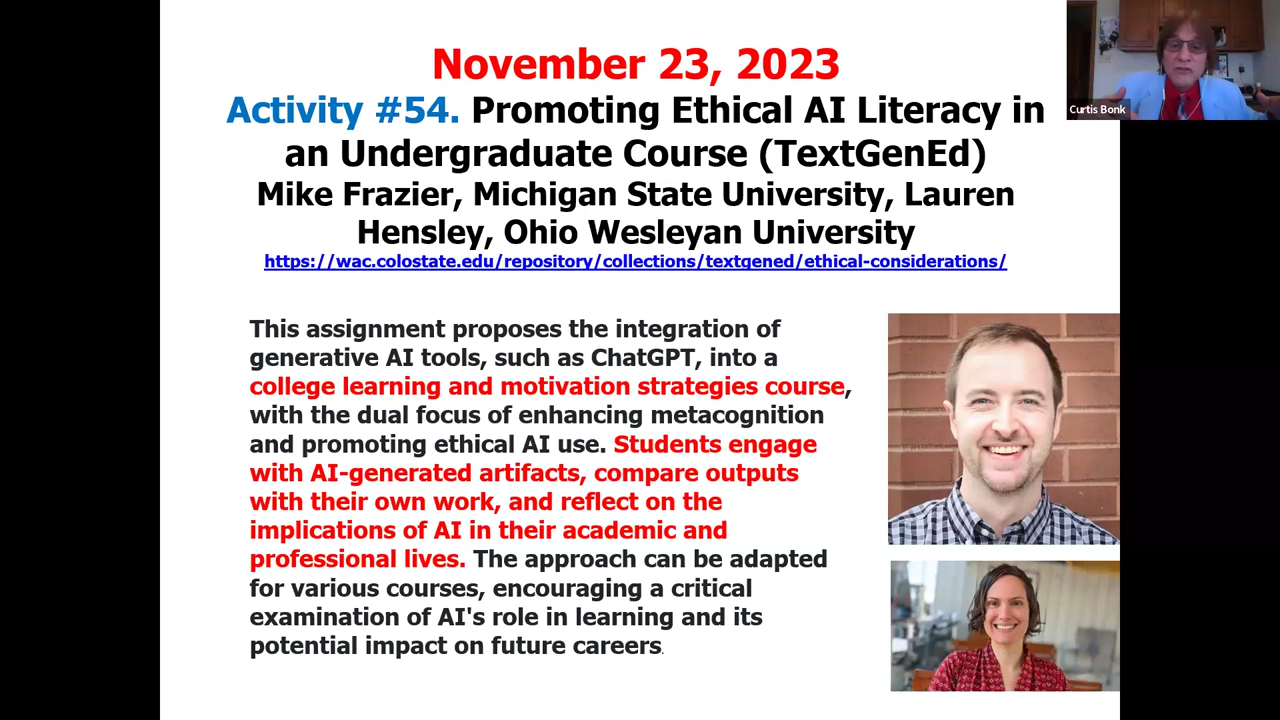 November 23, 2023
Activity #54. Promoting Ethical AI Literacy in
an Undergraduate Course (TextGenEd)
Mike Frazier, Michigan State University, Lauren
Hensley, Ohio Wesleyan University
https://wac.colostate.edu/repository/collections/textgened/ethical-considerations/
This assignment proposes the integration of
generative AI tools, such as ChatGPT, into a
college learning and motivation strategies course,
with the dual focus of enhancing metacognition
and promoting ethical AI use. Students engage
with AI-generated artifacts, compare outputs
with their own work, and reflect on the
implications of AI in their academic and
professional lives. The approach can be adapted
for various courses, encouraging a critical
examination of AI's role in learning and its
potential impact on future careers.
Curtis Bonk